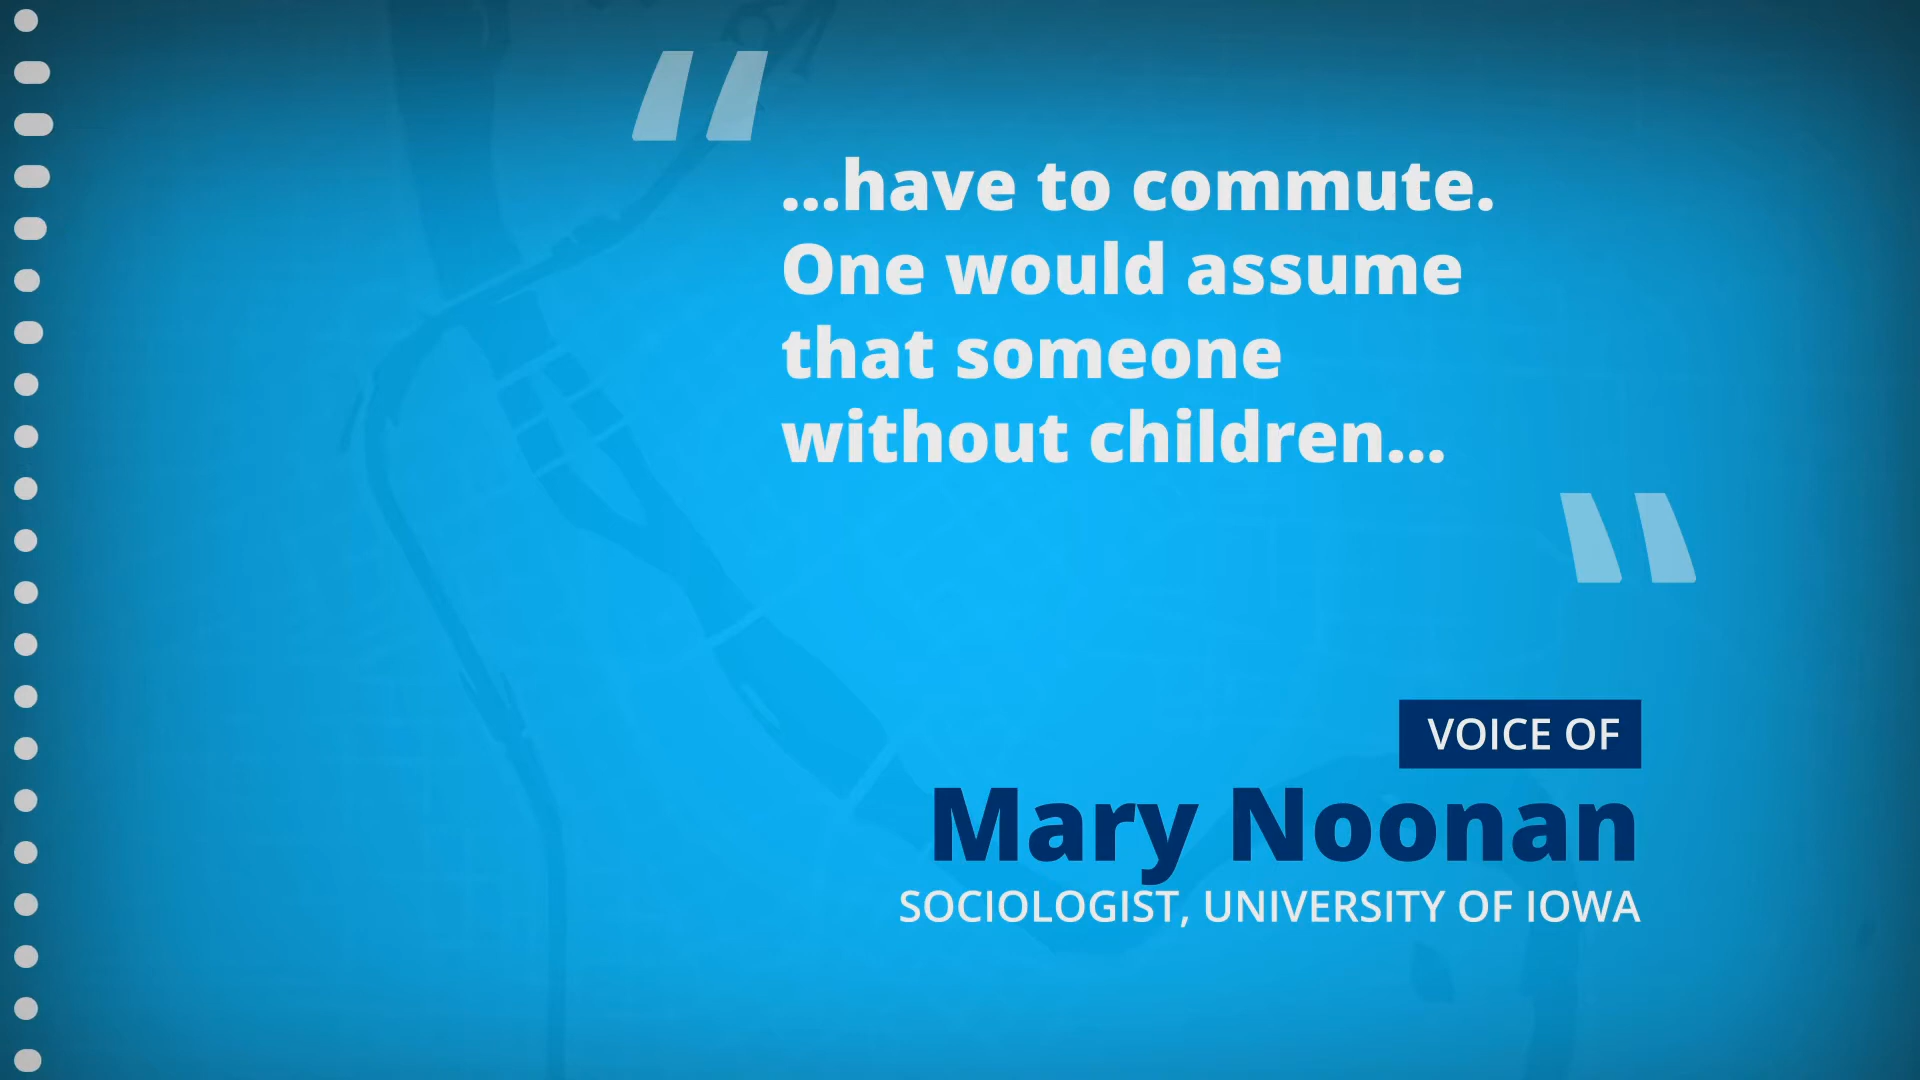 ...have to commute.
One would assume
that someone
without children...
VOICE OF
Mary Noonan
SOCIOLOGIST, UNIVERSITY OF IOWA